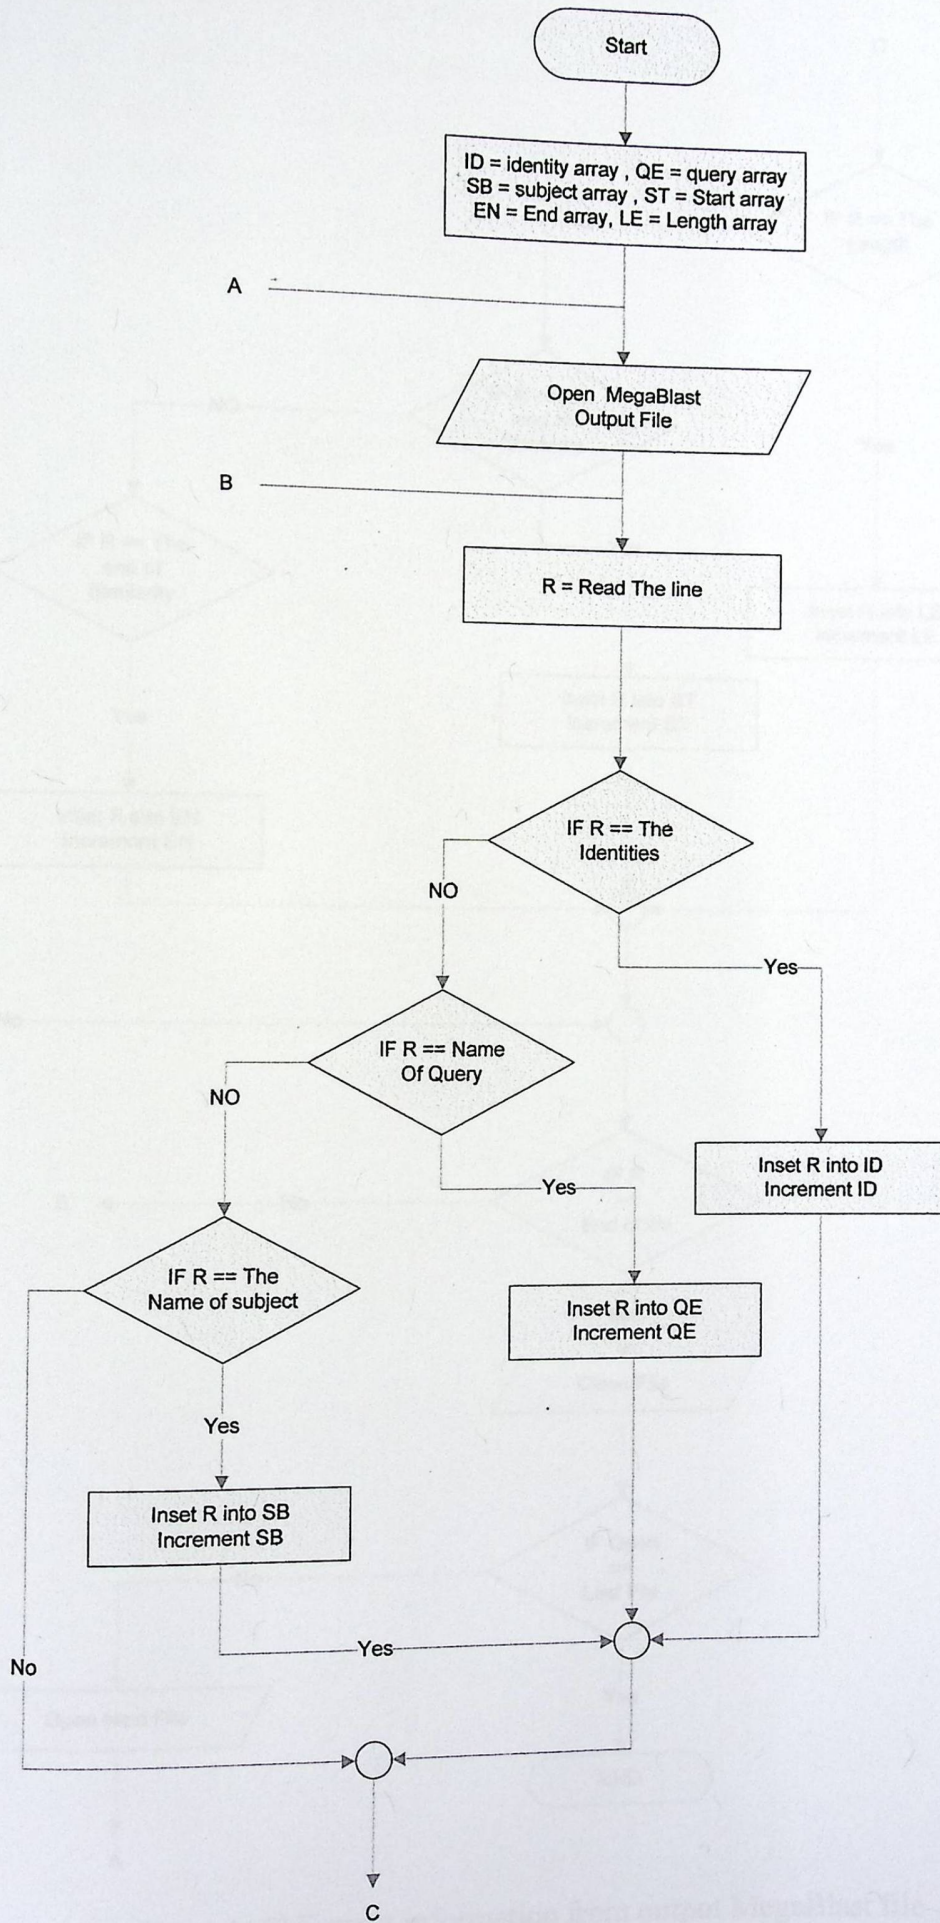 Start
ID = identity array , QE = query array
SB = subject array , ST = Start array
EN = End array, LE = Length array
A
Open MegaBlast
Output File
B
R = Read The line
IF R == The
Identities
NO
Yes
IF R == Name
Of Query
NO
Yes
Inset R into ID
Increment ID
IF R == The
Name of subject
Inset R into QE
Increment QE
Yes
Inset R into SB
Increment SB
Yes
No
C